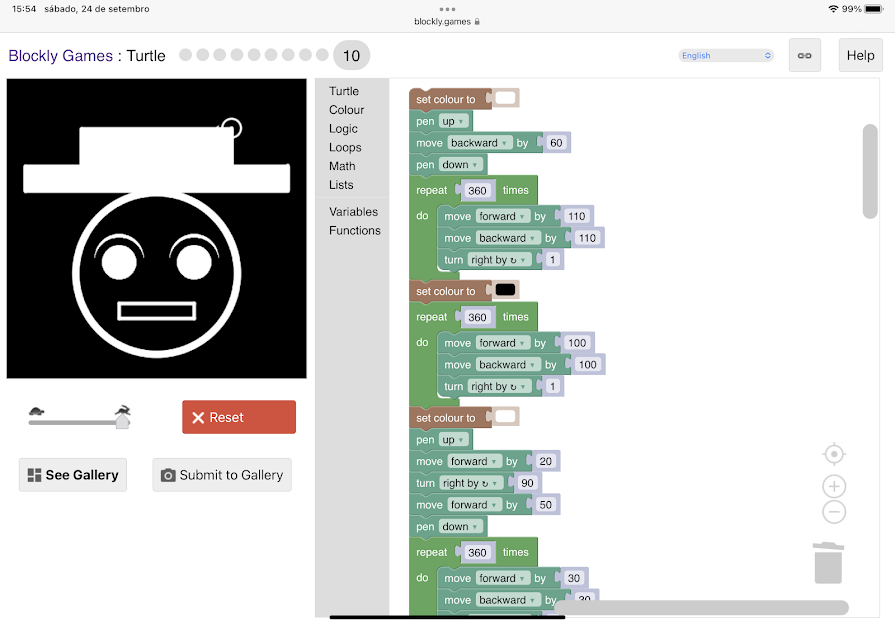 15:54 sábado, 24 de setembro
99%
blockly.games
Blockly Games : Turtle
10
English
Help
Turtle
Colour
Logic
Loops
Math
Lists
Variables
Functions
set colour to
pen up
move backward by 60
pen down
repeat 360 times
do move forward by 110
move backward by 110
turn right by ↻ 1
set colour to
repeat 360 times
do move forward by 100
move backward by 100
turn right by ↻ 1
set colour to
pen up
move forward by 20
turn right by ↻ 90
move forward by 50
pen down
repeat 360 times
do move forward by 30
move backward by 30
Reset
See Gallery
Submit to Gallery